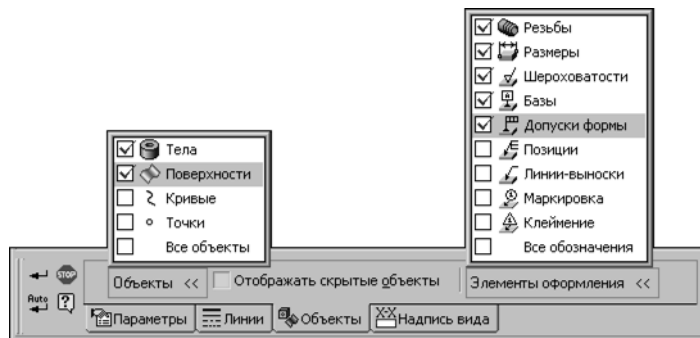 Резьбы
Размеры
Шероховатости
Базы
Допуски формы
Позиции
Линии-выноски
Маркировка
Клеймение
Все обозначения
Тела
Поверхности
Кривые
Точки
Все объекты
STOP
Объекты <<
Отображать скрытые объекты
Элементы оформления <<
Auto
?
Параметры
Линии
Объекты
X-X
Надпись вида